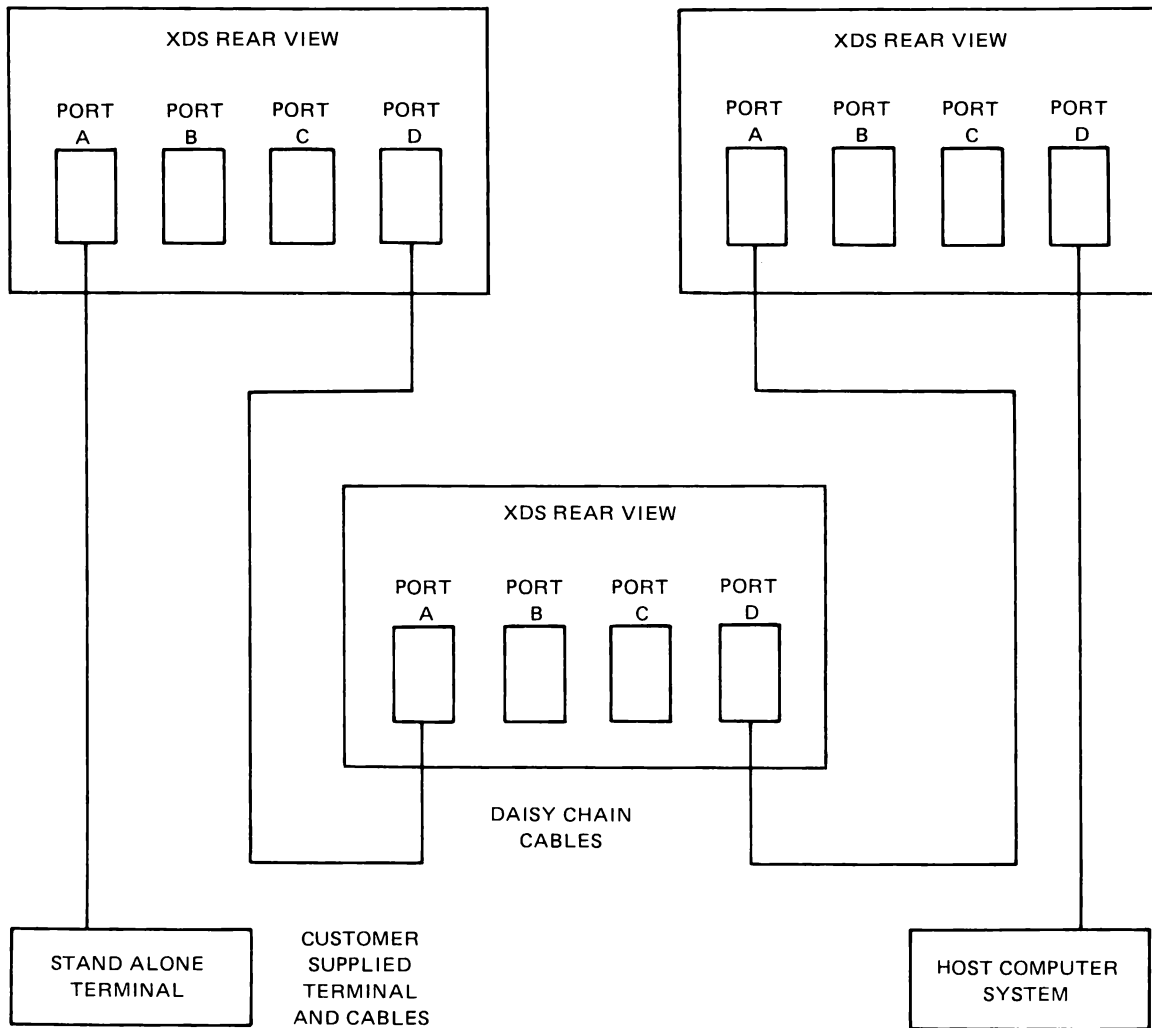 XDS REAR VIEW
PORT A
PORT B
PORT C
PORT D
XDS REAR VIEW
PORT A
PORT B
PORT C
PORT D
XDS REAR VIEW
PORT A
PORT B
PORT C
PORT D
DAISY CHAIN
CABLES
STAND ALONE
TERMINAL
CUSTOMER
SUPPLIED
TERMINAL
AND CABLES
HOST COMPUTER
SYSTEM